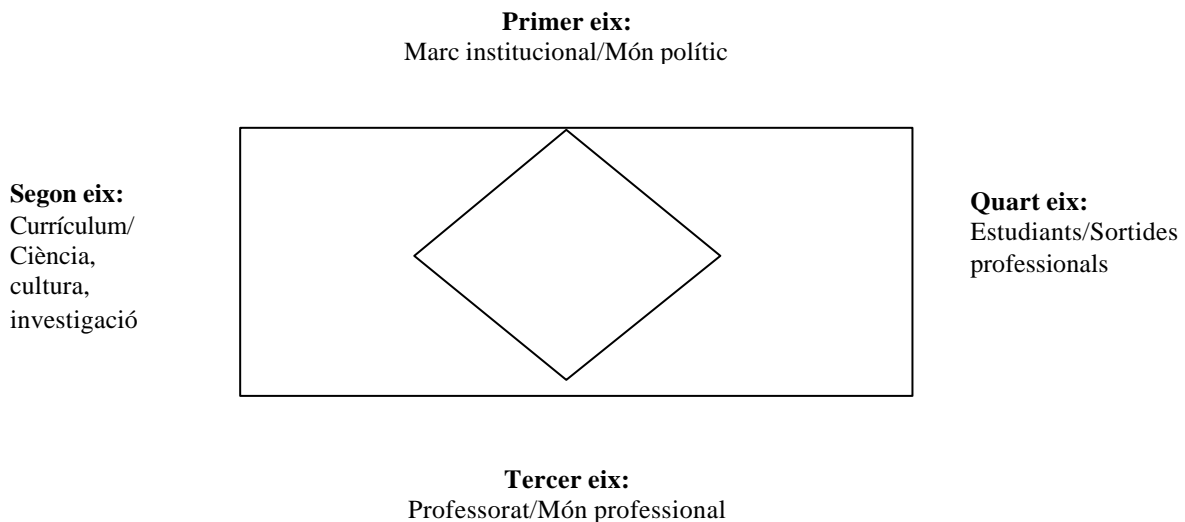 Primer eix:
Marc institucional/Món polític
Segon eix:
Currículum/
Ciència,
cultura,
investigació
Quart eix:
Estudiants/Sortides
professionals
Tercer eix:
Professorat/Món professional